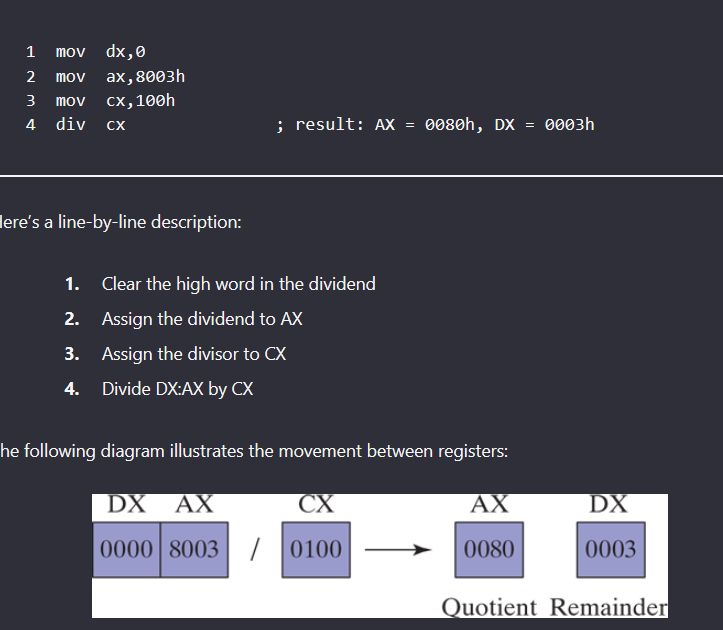 1 mov dx,0
2 mov ax,8003h
3 mov cx,100h
4 div cx ; result: AX = 0080h, DX = 0003h
Here's a line-by-line description:
1. Clear the high word in the dividend
2. Assign the dividend to AX
3. Assign the divisor to CX
4. Divide DX:AX by CX
he following diagram illustrates the movement between registers:
DX AX CX AX DX
0000 8003 / 0100 0080 0003
Quotient Remainder